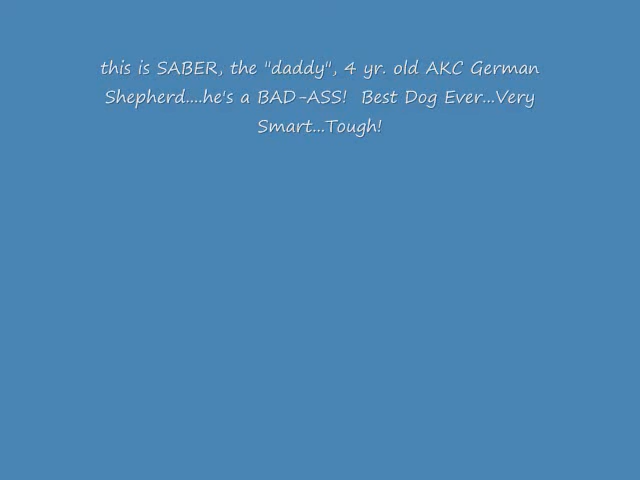 this is SABER, the "daddy", 4 yr. old AKC German
Shepherd....he's a BAD-ASS!  Best Dog Ever...Very
Smart...Tough!